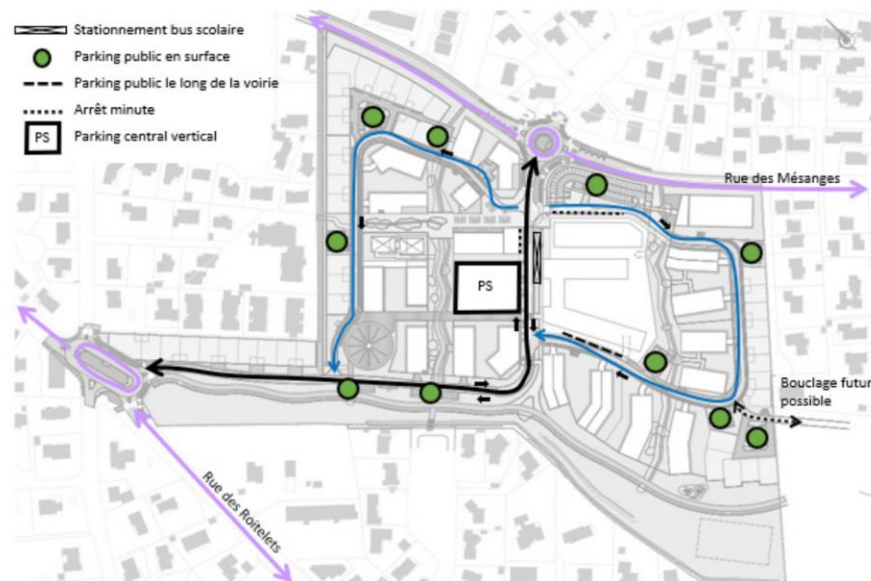 Stationnement bus scolaire
Parking public en surface
Parking public le long de la voirie
Arrêt minute
PS Parking central vertical
Rue des Mésanges
PS
Bouclage futur
possible
Rue des Roitelets